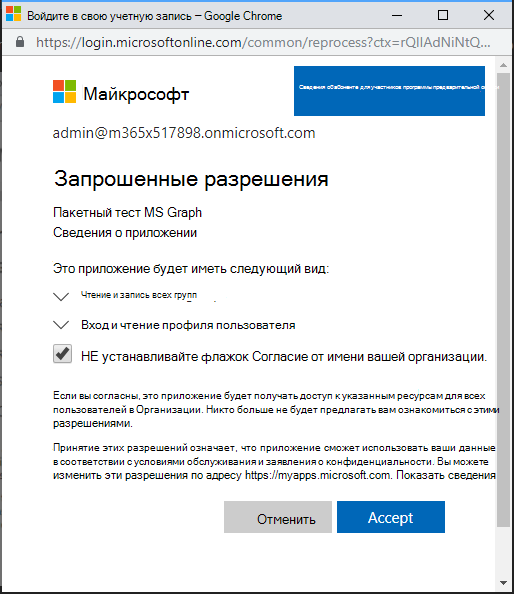 Войдите в свою учетную запись – Google Chrome
https://login.microsoftonline.com/common/reprocess?ctx=rQIIAdNiNtQ...
Майкрософт
Сведения об абоненте для участников программы предварительной
admin@m365x517898.onmicrosoft.com
Запрошенные разрешения
Пакетный тест MS Graph
Сведения о приложении
Это приложение будет иметь следующий вид:
Чтение и запись всех групп
Вход и чтение профиля пользователя
НЕ устанавливайте флажок Согласие от имени вашей организации.
Если вы согласны, это приложение будет получать доступ к указанным ресурсам для всех
пользователей в Организации. Никто больше не будет предлагать вам ознакомиться с этими
разрешениями.
Принятие этих разрешений означает, что приложение сможет использовать ваши данные
в соответствии с условиями обслуживания и заявления о конфиденциальности. Вы можете
изменить эти разрешения по адресу https://myapps.microsoft.com. Показать сведения
Отменить
Accept